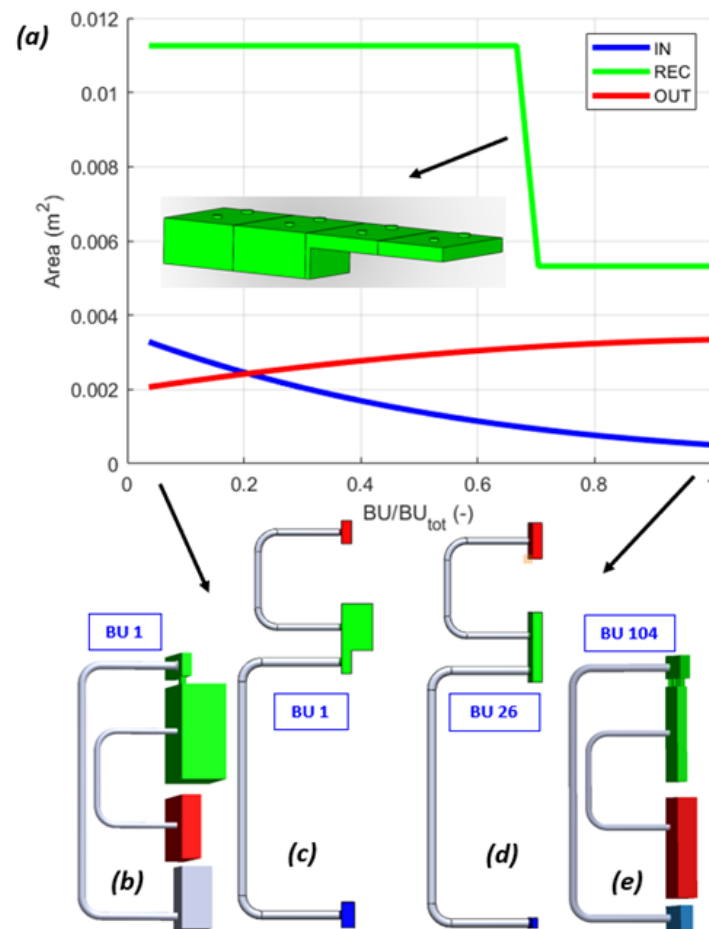 (a)
0.012
0.01
0.008
0.006
0.004
0.002
0
Area (m²)
IN
REC
OUT
0 0.2 0.4 0.6 0.8
BU/BU_tot (-)
BU 1
BU 1
BU 26
BU 104
(b)
(c)
(d)
(e)